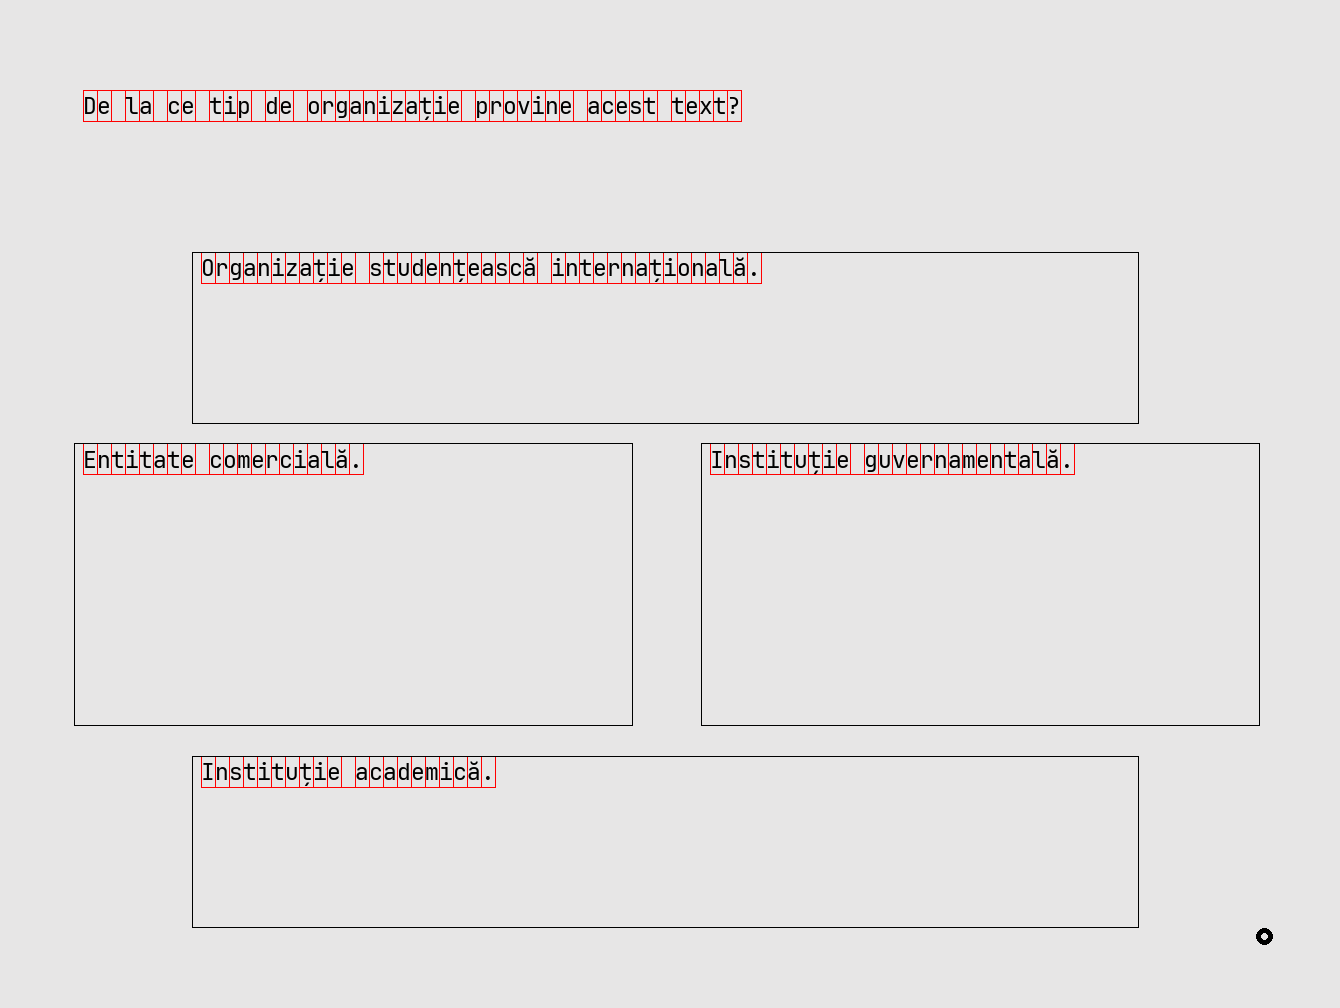 De la ce tip de organizație provine acest text?
Organizație studențească internațională.
Entitate comercială.
Instituție guvernamentală.
Instituție academică.